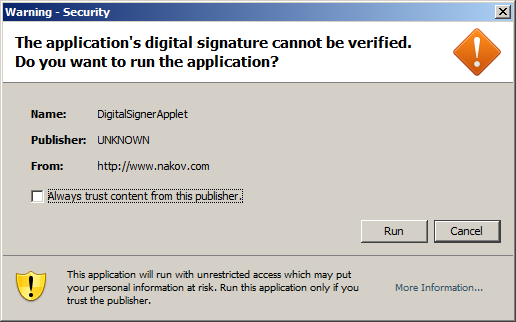 Warning - Security
The application's digital signature cannot be verified.
Do you want to run the application?
Name: DigitalSignerApplet
Publisher: UNKNOWN
From: http://www.nakov.com
Always trust content from this publisher.
Run Cancel
This application will run with unrestricted access which may put
your personal information at risk. Run this application only if you
trust the publisher.
More Information...